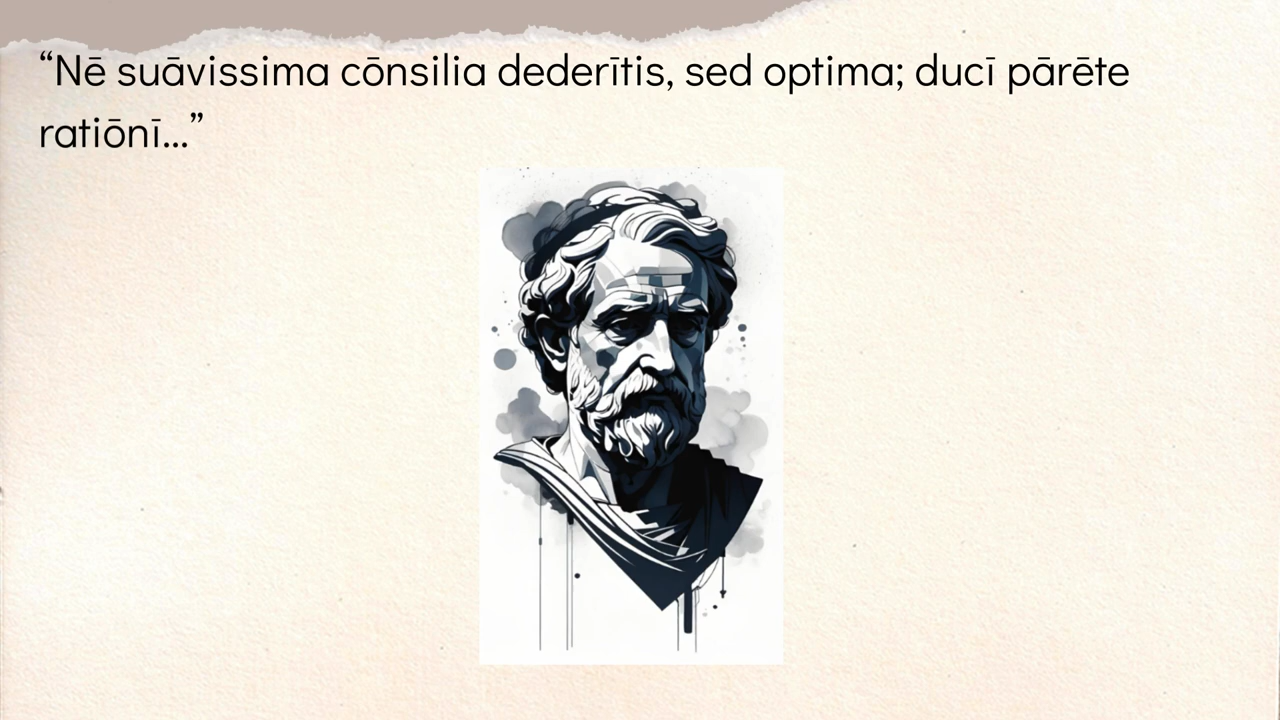 “Nē suāvissima cōnsilia dederītis, sed optima; ducī pārēte
ratiōnī...”